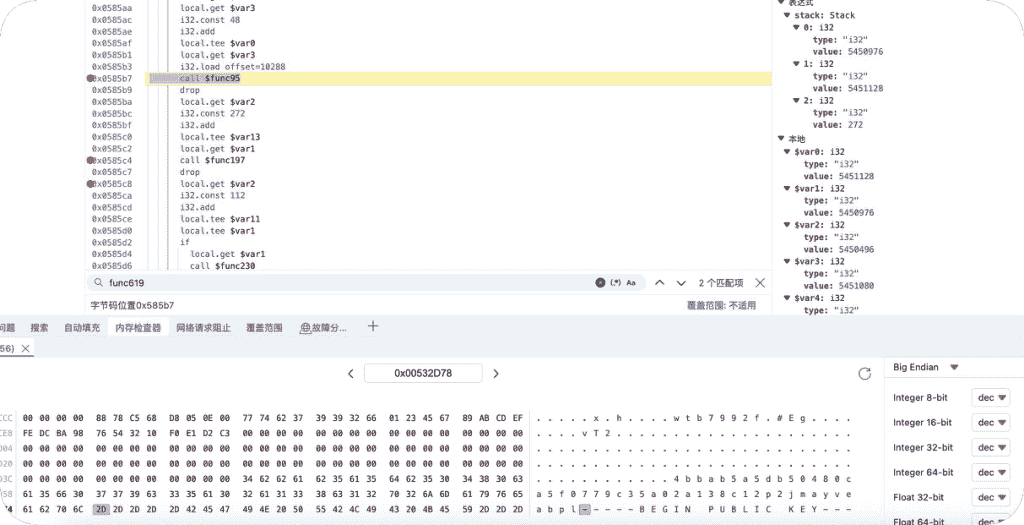 0x0585aa local.get $var3
0x0585ac i32.const 48
0x0585ae i32.add
0x0585af local.tee $var0
0x0585b1 local.get $var3
0x0585b3 i32.load offset=10288
0x0585b7 call $func95
0x0585b9 drop
0x0585ba local.get $var2
0x0585bc i32.const 272
0x0585bf i32.add
0x0585c0 local.tee $var13
0x0585c2 local.get $var1
0x0585c4 call $func197
0x0585c7 drop
0x0585c8 local.get $var2
0x0585ca i32.const 112
0x0585cd i32.add
0x0585ce local.tee $var11
0x0585d0 local.tee $var1
0x0585d2 if
0x0585d4 local.get $var1
0x0585d6 call $func230
func619
(.*) Aa
2 个匹配项
字节码位置0x585b7
覆盖范围: 不适用
表达式
stack: Stack
0: i32
type: "i32"
value: 5450976
1: i32
type: "i32"
value: 5451128
2: i32
type: "i32"
value: 272
本地
$var0: i32
type: "i32"
value: 5451128
$var1: i32
type: "i32"
value: 5450976
$var2: i32
type: "i32"
value: 5450496
$var3: i32
type: "i32"
value: 5451080
$var4: i32
type: "i32"
问题 搜索 自动填充 内存检查器 网络请求阻止 覆盖范围 故障分...
56)
0x00532D78
CCC 00 00 00 00 88 78 C5 68 D8 05 0E 00 77 74 62 37 39 39 32 66 01 23 45 67 89 AB CD EF . . . . . x . h . . . . w t b 7 9 9 2 f . # E g . . . .
CE8 FE DC BA 98 76 54 32 10 F0 E1 D2 C3 00 00 00 00 00 00 00 00 00 00 00 00 00 00 00 00 . . . . v T 2 . . . . . . . . . . . . . . . . . . . . .
D04 00 00 00 00 00 00 00 00 00 00 00 00 00 00 00 00 00 00 00 00 00 00 00 00 00 00 00 00 . . . . . . . . . . . . . . . . . . . . . . . . . . . .
D20 00 00 00 00 00 00 00 00 00 00 00 00 00 00 00 00 00 00 00 00 00 00 00 00 00 00 00 00 . . . . . . . . . . . . . . . . . . . . . . . . . . . .
D3C 00 00 00 00 00 00 00 00 00 00 00 00 34 62 62 61 62 35 61 35 64 62 35 30 34 38 30 63 . . . . . . . . . . . . 4 b b a b 5 a 5 d b 5 0 4 8 0 c
D58 61 35 66 30 37 37 39 63 33 35 61 30 32 61 31 33 38 63 31 32 70 32 6A 6D 61 79 76 65 a 5 f 0 7 7 9 c 3 5 a 0 2 a 1 3 8 c 1 2 p 2 j m a y v e
74 61 62 70 6C 2D 2D 2D 2D 2D 42 45 47 49 4E 20 50 55 42 4C 49 43 20 4B 45 59 2D 2D 2D a b p l - - - - - B E G I N P U B L I C K E Y - - -
Big Endian
Integer 8-bit dec
Integer 16-bit dec
Integer 32-bit dec
Integer 64-bit dec
Float 32-bit dec
Float 64-bit dec